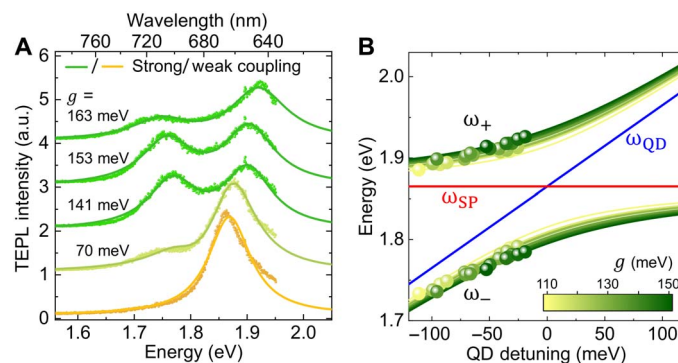 Wavelength (nm)
760 720 680 640
A
Strong/weak coupling
g =
163 meV
153 meV
141 meV
70 meV
TEPL intensity (a.u.)
6
5
4
3
2
1
0
1.6 1.7 1.8 1.9 2.0
Energy (eV)
B
Energy (eV)
2.0
1.9
1.8
1.7
ω+
ωQD
ωSP
ω−
g (meV)
110 130 150
−100 −50 0 50 100
QD detuning (meV)